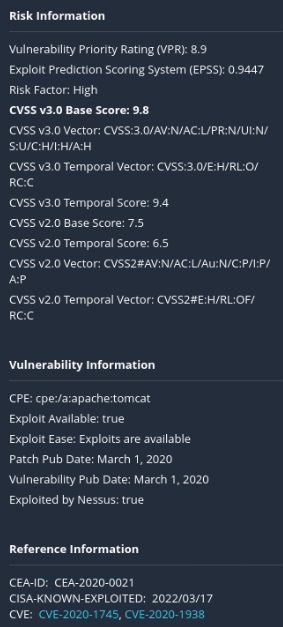 Risk Information
Vulnerability Priority Rating (VPR): 8.9
Exploit Prediction Scoring System (EPSS): 0.9447
Risk Factor: High
CVSS v3.0 Base Score: 9.8
CVSS v3.0 Vector: CVSS:3.0/AV:N/AC:L/PR:N/UI:N/
S:U/C:H/I:H/A:H
CVSS v3.0 Temporal Vector: CVSS:3.0/E:H/RL:O/
RC:C
CVSS v3.0 Temporal Score: 9.4
CVSS v2.0 Base Score: 7.5
CVSS v2.0 Temporal Score: 6.5
CVSS v2.0 Vector: CVSS2#AV:N/AC:L/Au:N/C:P/I:P/
A:P
CVSS v2.0 Temporal Vector: CVSS2#E:H/RL:OF/
RC:C
Vulnerability Information
CPE: cpe:/a:apache:tomcat
Exploit Available: true
Exploit Ease: Exploits are available
Patch Pub Date: March 1, 2020
Vulnerability Pub Date: March 1, 2020
Exploited by Nessus: true
Reference Information
CEA-ID: CEA-2020-0021
CISA-KNOWN-EXPLOITED: 2022/03/17
CVE: CVE-2020-1745, CVE-2020-1938